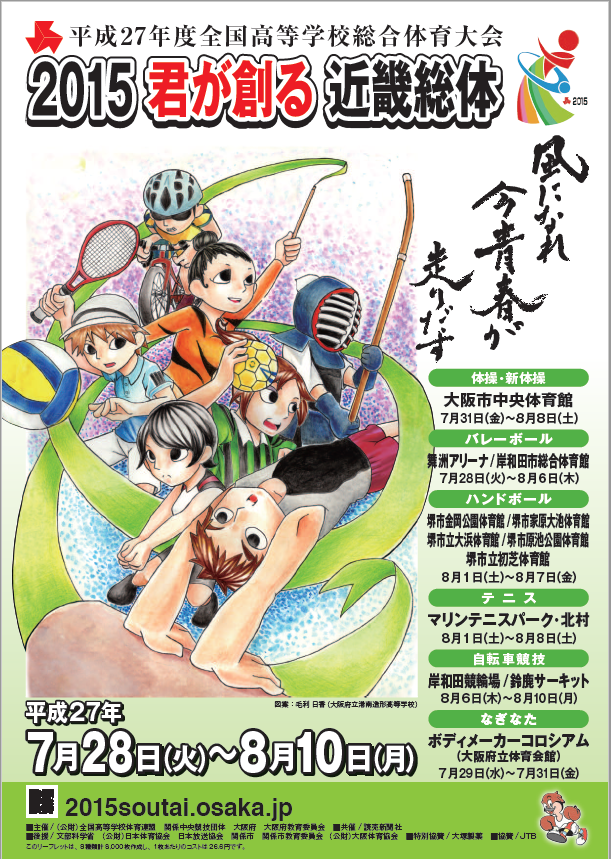 平成27年度全国高等学校総合体育大会
2015 君が創る 近畿総体
2015
風になれ
今青春が
走りだす
体操・新体操
大阪市中央体育館
7月31日(金)～8月8日(土)
バレーボール
舞洲アリーナ/岸和田市総合体育館
7月28日(火)～8月6日(木)
ハンドボール
堺市金岡公園体育館/堺市家原大池体育館
堺市立大浜体育館/堺市原池公園体育館
堺市立初芝体育館
8月1日(土)～8月7日(金)
テニス
マリンテニスパーク・北村
8月1日(土)～8月8日(土)
自転車競技
岸和田競輪場/鈴鹿サーキット
8月6日(木)～8月10日(月)
なぎなた
ボディメーカーコロシアム
(大阪府立体育会館)
7月29日(水)～7月31日(金)
図案：毛利 日香(大阪府立港南造形高等学校)
平成27年
7月28日(火)～8月10日(月)
2015soutai.osaka.jp
■主催/(公財)全国高等学校体育連盟 関係中央競技団体 大阪府 大阪府教育委員会 ■共催/読売新聞社
■後援/文部科学省 (公財)日本体育協会 日本放送協会 関係市 関係市教育委員会 (公財)大阪体育協会 ■特別協賛/大塚製薬 ■協賛/JTB
このリーフレットは、8種類計8,000枚作成し、1枚あたりのコストは26.6円です。